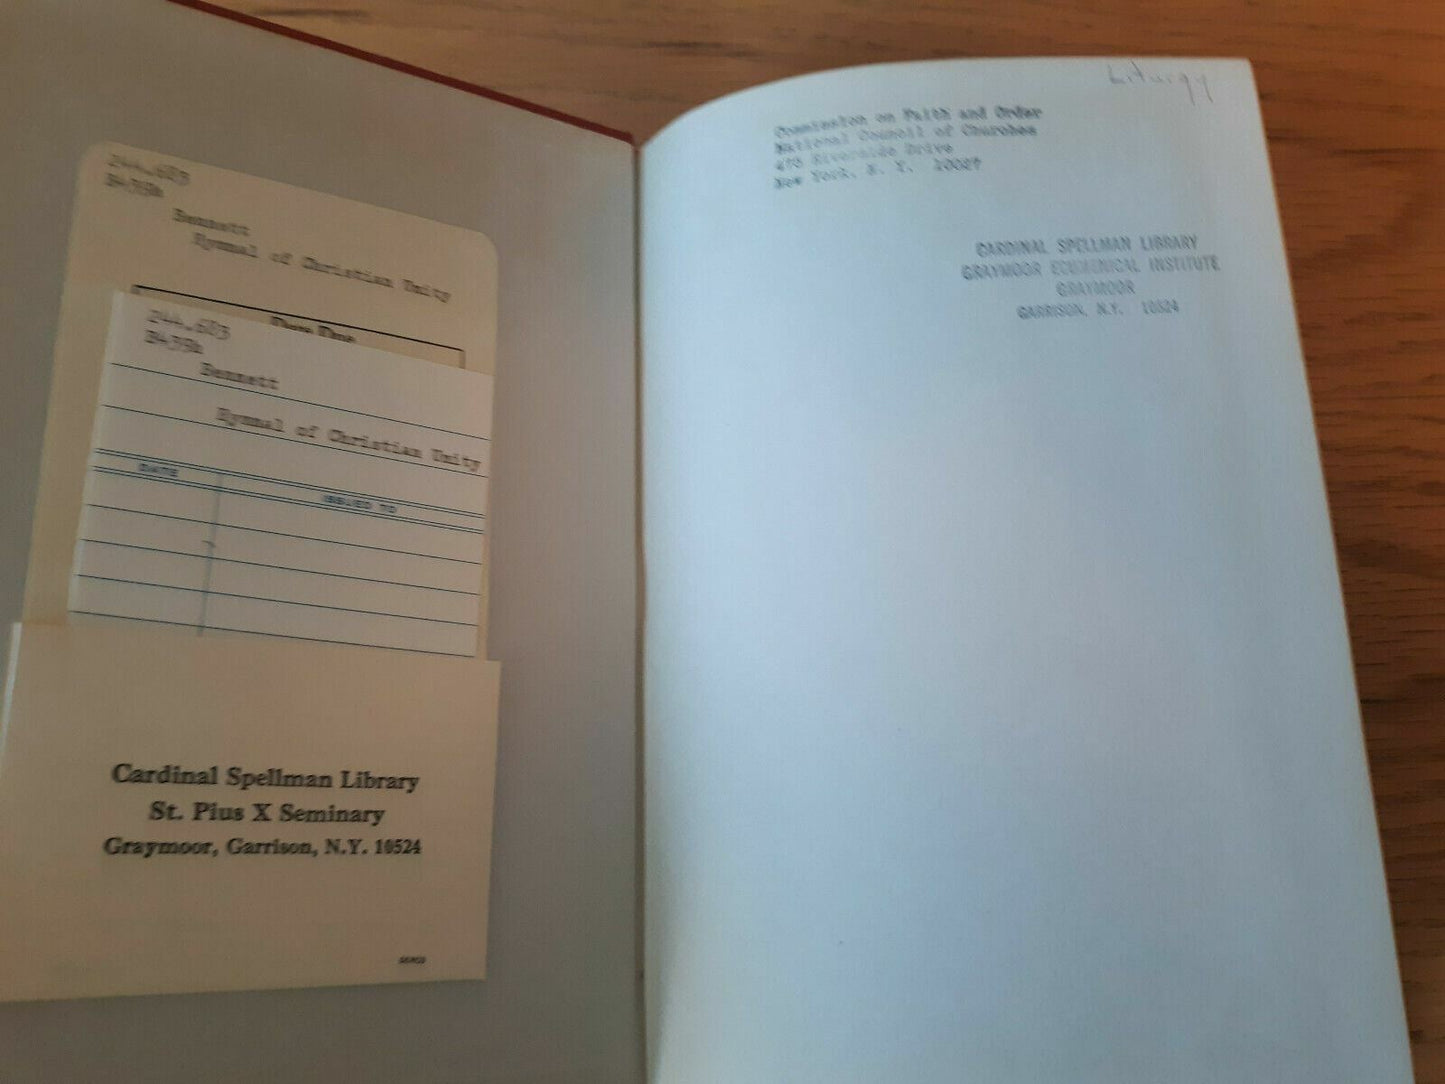 244.683
B439h
Bennett
Hymnal of Christian Unity
Date Due
244.683
B439h
Bennett
Hymnal of Christian Unity
DATE
ISSUED TO
Cardinal Spellman Library
St. Pius X Seminary
Graymoor, Garrison, N.Y. 10524
Liturgy
Commission on Faith and Order
National Council of Churches
475 Riverside Drive
New York, N. Y. 10027
CARDINAL SPELLMAN LIBRARY
GRAYMOOR ECUMENICAL INSTITUTE
GRAYMOOR
GARRISON, N.Y. 10524